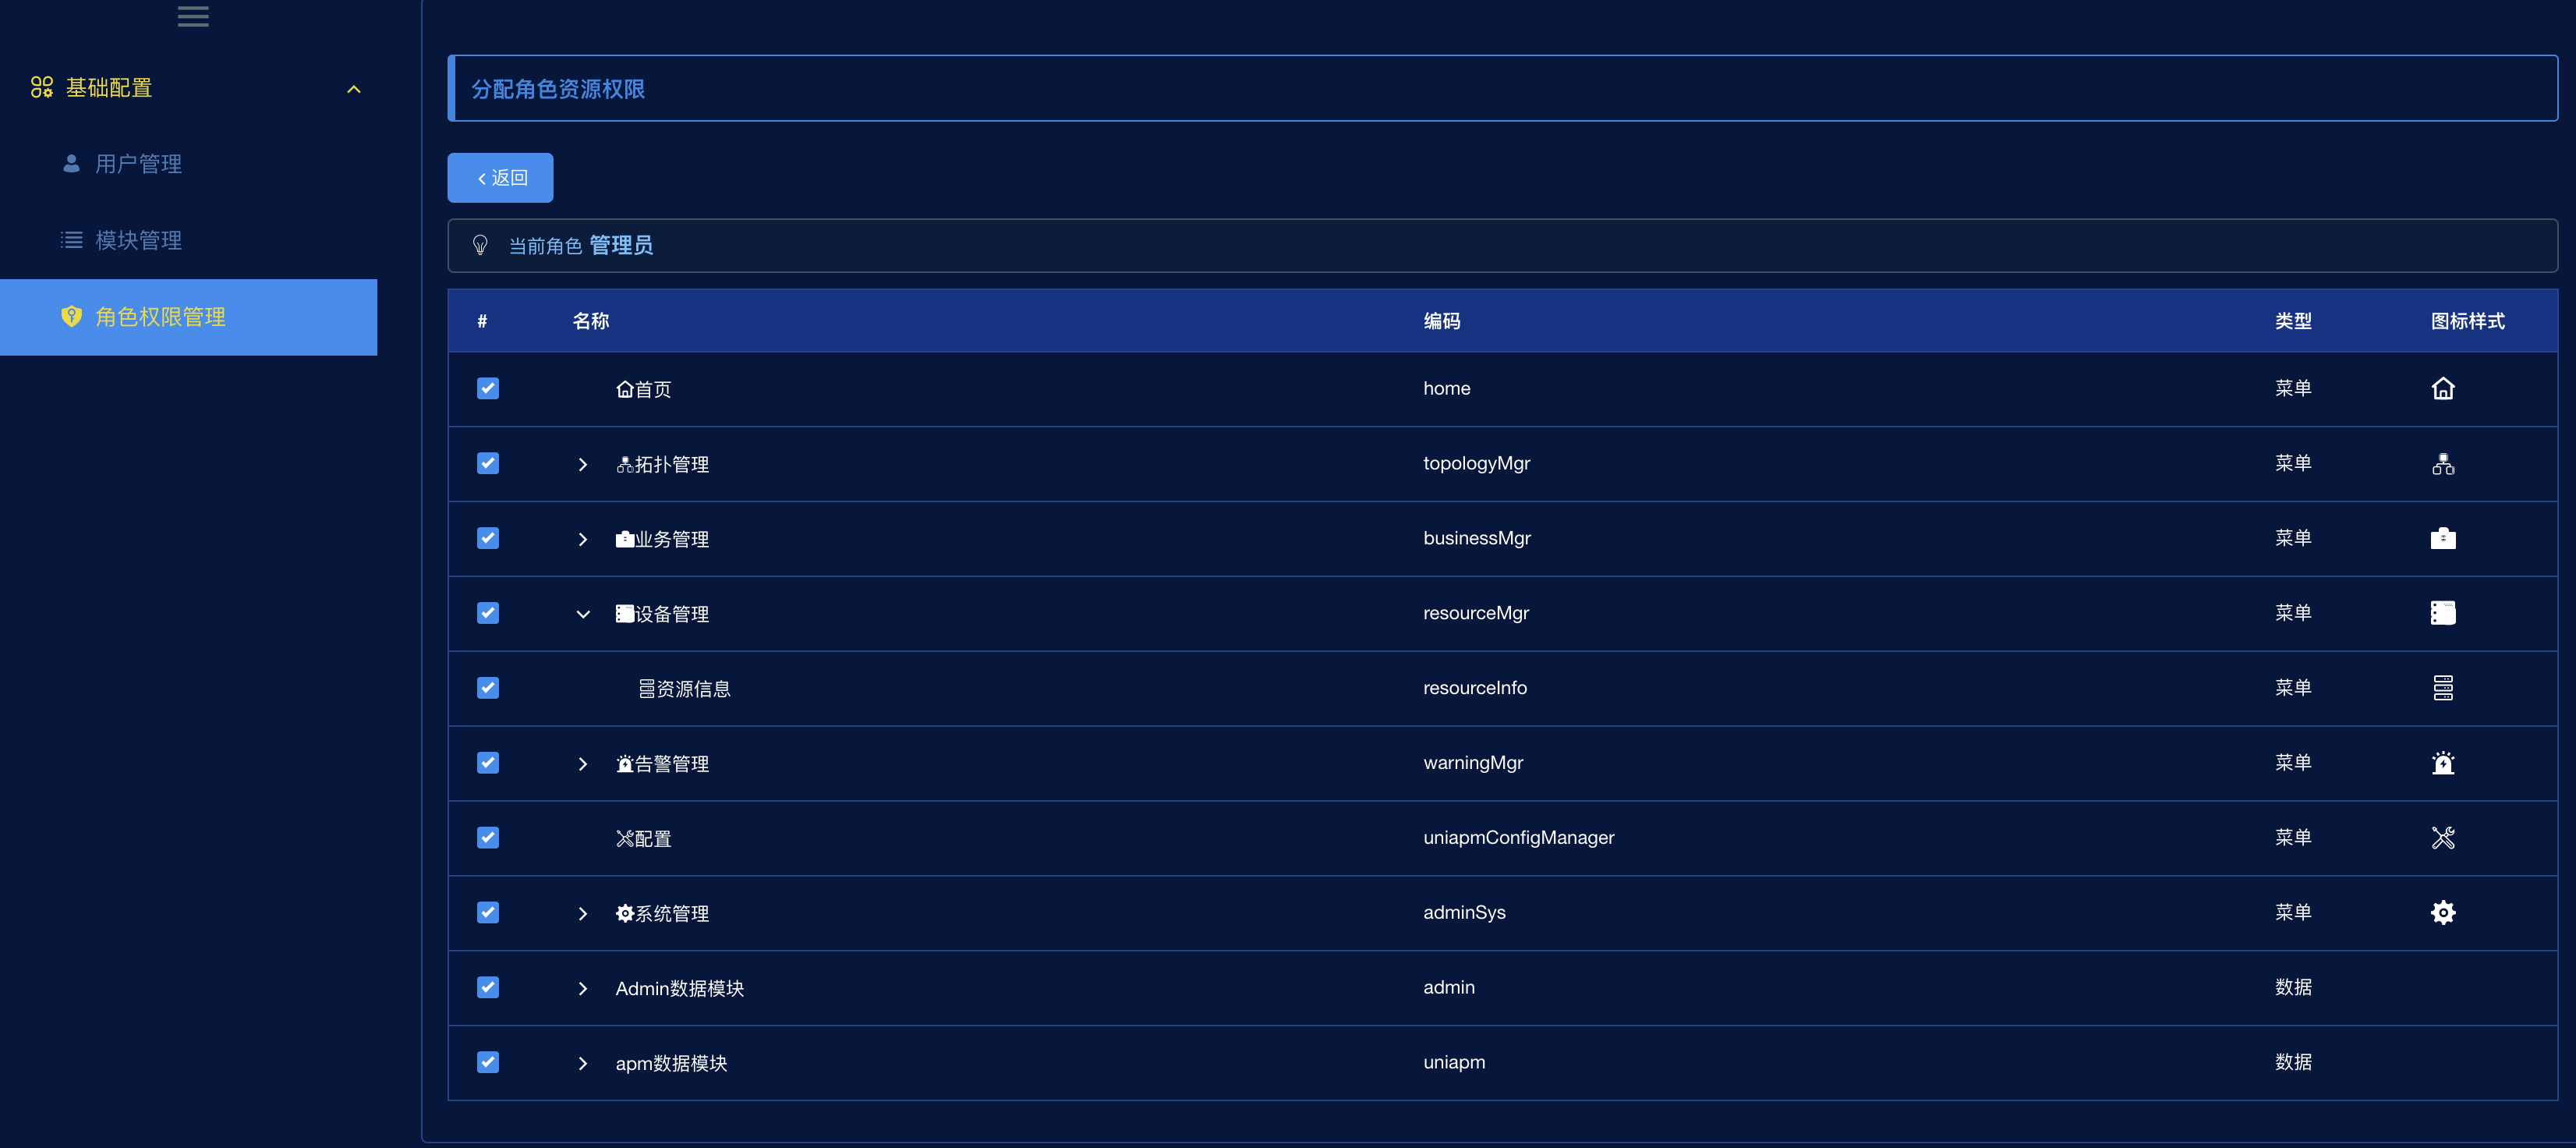 基础配置
用户管理
模块管理
角色权限管理
分配角色资源权限
返回
当前角色 管理员
# 名称 编码 类型 图标样式
首页 home 菜单
拓扑管理 topologyMgr 菜单
业务管理 businessMgr 菜单
设备管理 resourceMgr 菜单
资源信息 resourceInfo 菜单
告警管理 warningMgr 菜单
配置 uniapmConfigManager 菜单
系统管理 adminSys 菜单
Admin数据模块 admin 数据
apm数据模块 uniapm 数据